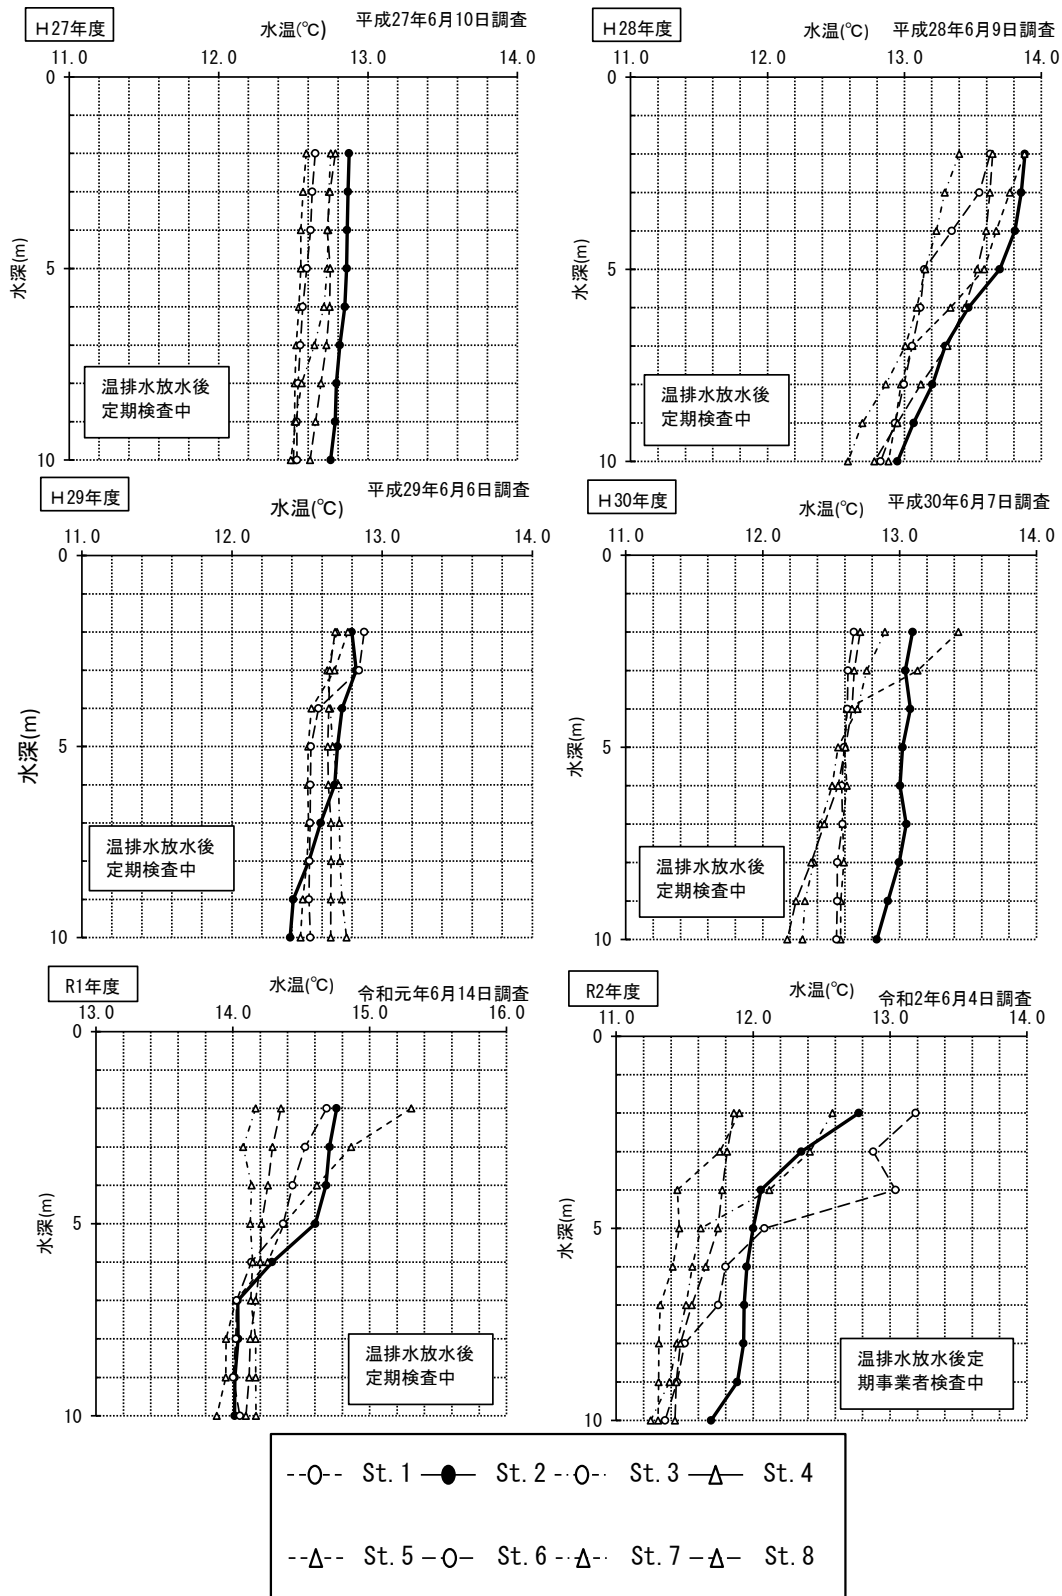 H27年度 水温(℃) 平成27年6月10日調査
11.0 12.0 13.0 14.0
0
5
10
水深(m)
温排水放水後
定期検査中
H28年度 水温(℃) 平成28年6月9日調査
11.0 12.0 13.0 14.0
0
5
10
水深(m)
温排水放水後
定期検査中
H29年度 水温(℃) 平成29年6月6日調査
11.0 12.0 13.0 14.0
0
5
10
水深(m)
温排水放水後
定期検査中
H30年度 水温(℃) 平成30年6月7日調査
11.0 12.0 13.0 14.0
0
5
10
水深(m)
温排水放水後
定期検査中
R1年度 水温(℃) 令和元年6月14日調査
13.0 14.0 15.0 16.0
0
5
10
水深(m)
温排水放水後
定期検査中
R2年度 水温(℃) 令和2年6月4日調査
11.0 12.0 13.0 14.0
0
5
10
水深(m)
温排水放水後定
期事業者検査中
St.1 St.2 St.3 St.4
St.5 St.6 St.7 St.8